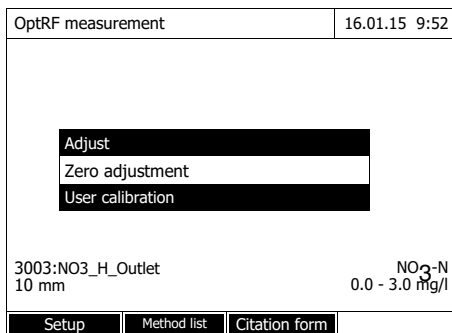 OptRF measurement 16.01.15 9:52
Adjust
Zero adjustment
User calibration
3003:NO3_H_Outlet NO3-N
10 mm 0.0 - 3.0 mg/l
Setup Method list Citation form